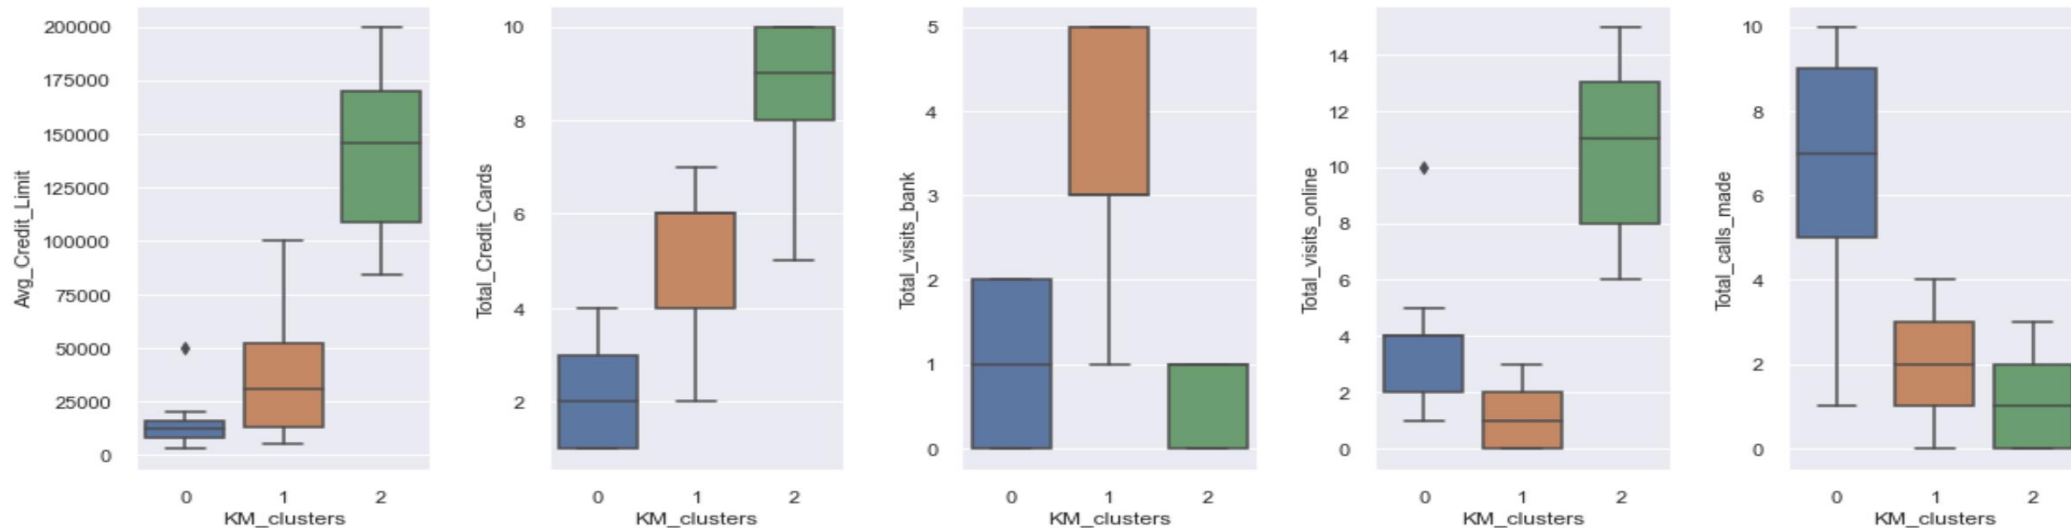 Avg_Credit_Limit
200000
175000
150000
125000
100000
75000
50000
25000
0
0 1 2
KM_clusters
Total_Credit_Cards
10
8
6
4
2
0 1 2
KM_clusters
Total_visits_bank
5
4
3
2
1
0
0 1 2
KM_clusters
Total_visits_online
14
12
10
8
6
4
2
0
0 1 2
KM_clusters
Total_calls_made
10
8
6
4
2
0
0 1 2
KM_clusters